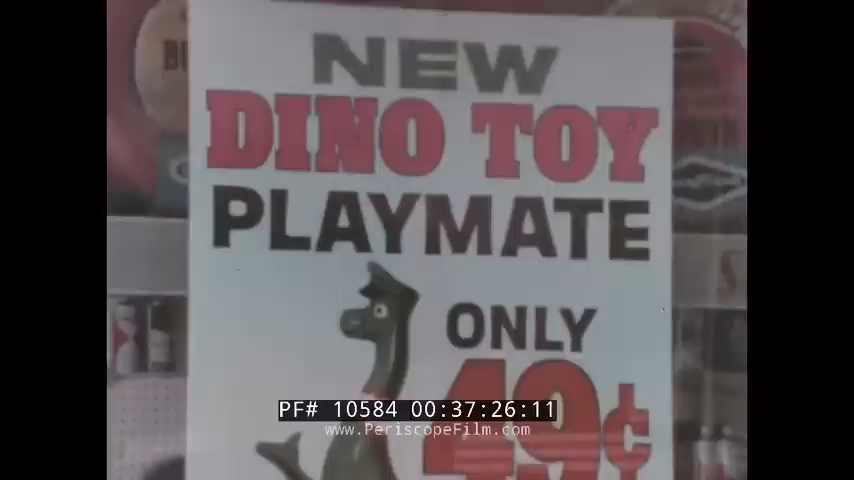 NEW
DINO TOY
PLAYMATE
ONLY
49¢
PF# 10584 00:37:26:11
www.PeriscopeFilm.com